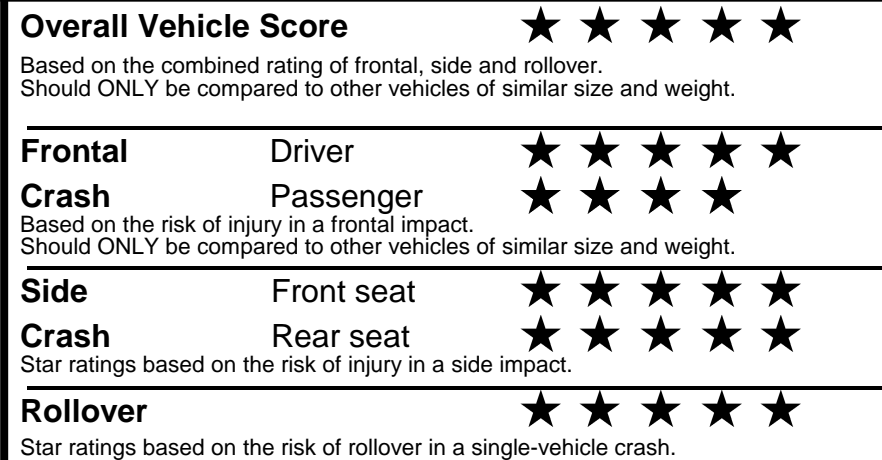 Overall Vehicle Score ★ ★ ★ ★ ★
Based on the combined rating of frontal, side and rollover.
Should ONLY be compared to other vehicles of similar size and weight.
Frontal Driver ★ ★ ★ ★ ★
Crash Passenger ★ ★ ★ ★
Based on the risk of injury in a frontal impact.
Should ONLY be compared to other vehicles of similar size and weight.
Side Front seat ★ ★ ★ ★ ★
Crash Rear seat ★ ★ ★ ★ ★
Star ratings based on the risk of injury in a side impact.
Rollover ★ ★ ★ ★ ★
Star ratings based on the risk of rollover in a single-vehicle crash.